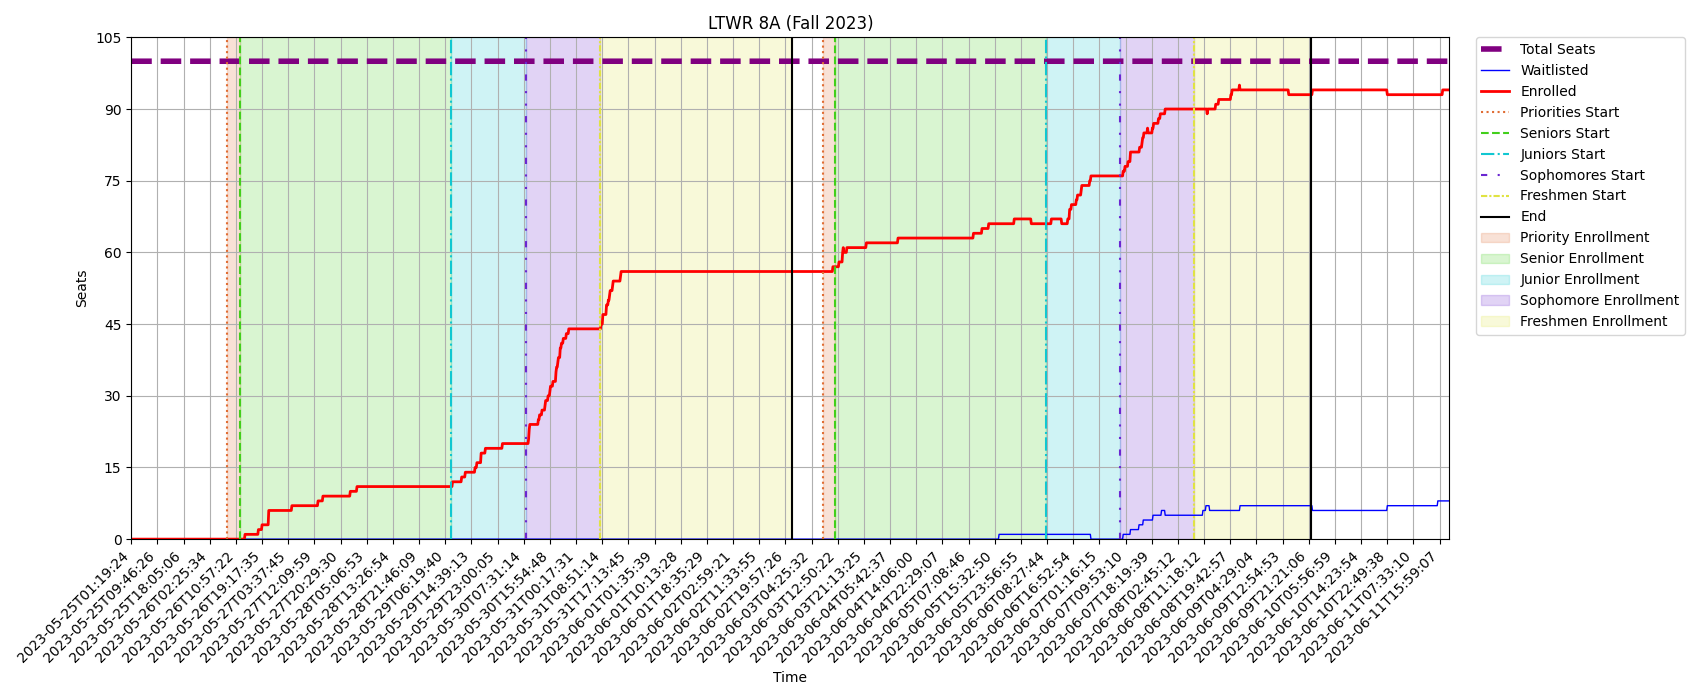 LTWR 8A (Fall 2023)
105
90
75
60
45
30
15
0
Seats
2023-05-25T01:19:24
2023-05-25T09:46:26
2023-05-25T18:05:06
2023-05-26T02:25:34
2023-05-26T10:57:22
2023-05-26T19:17:35
2023-05-27T03:37:45
2023-05-27T12:09:59
2023-05-27T20:29:30
2023-05-28T05:06:53
2023-05-28T13:26:54
2023-05-28T21:46:09
2023-05-29T06:19:40
2023-05-29T14:39:13
2023-05-29T23:00:05
2023-05-30T07:31:14
2023-05-30T15:54:48
2023-05-31T00:17:31
2023-05-31T08:51:14
2023-05-31T17:13:45
2023-06-01T01:35:39
2023-06-01T10:13:28
2023-06-01T18:35:29
2023-06-02T02:59:21
2023-06-02T11:33:55
2023-06-02T19:57:26
2023-06-03T04:25:32
2023-06-03T12:50:22
2023-06-03T21:13:25
2023-06-04T05:42:37
2023-06-04T14:06:00
2023-06-04T22:29:07
2023-06-05T07:08:46
2023-06-05T15:32:50
2023-06-05T23:56:55
2023-06-06T08:27:44
2023-06-06T16:52:54
2023-06-07T01:16:15
2023-06-07T09:53:10
2023-06-07T18:19:39
2023-06-08T02:45:12
2023-06-08T11:18:12
2023-06-08T19:42:57
2023-06-09T04:29:04
2023-06-09T12:54:53
2023-06-09T21:21:06
2023-06-10T05:56:59
2023-06-10T14:23:54
2023-06-10T22:49:38
2023-06-11T07:33:10
2023-06-11T15:59:07
Time
Total Seats
Waitlisted
Enrolled
Priorities Start
Seniors Start
Juniors Start
Sophomores Start
Freshmen Start
End
Priority Enrollment
Senior Enrollment
Junior Enrollment
Sophomore Enrollment
Freshmen Enrollment